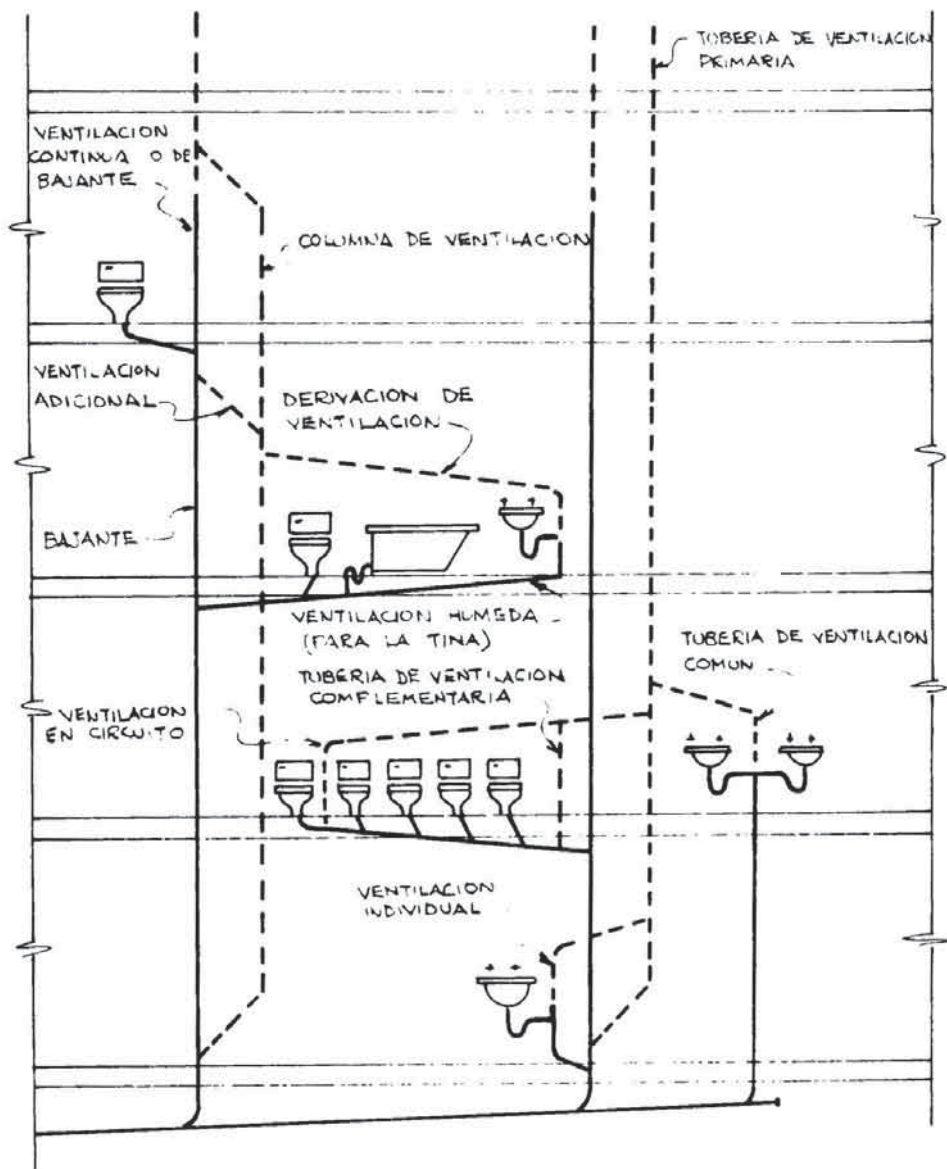 TUBERIA DE VENTILACION
PRIMARIA
VENTILACION
CONTINUA O DE
BAJANTE
COLUMNA DE VENTILACION
VENTILACION
ADICIONAL
DERIVACION DE
VENTILACION
BAJANTE
VENTILACION HUMEDA
(PARA LA TINA)
TUBERIA DE VENTILACION
COMUN
TUBERIA DE VENTILACION
COMPLEMENTARIA
VENTILACION
EN CIRCUITO
VENTILACION
INDIVIDUAL